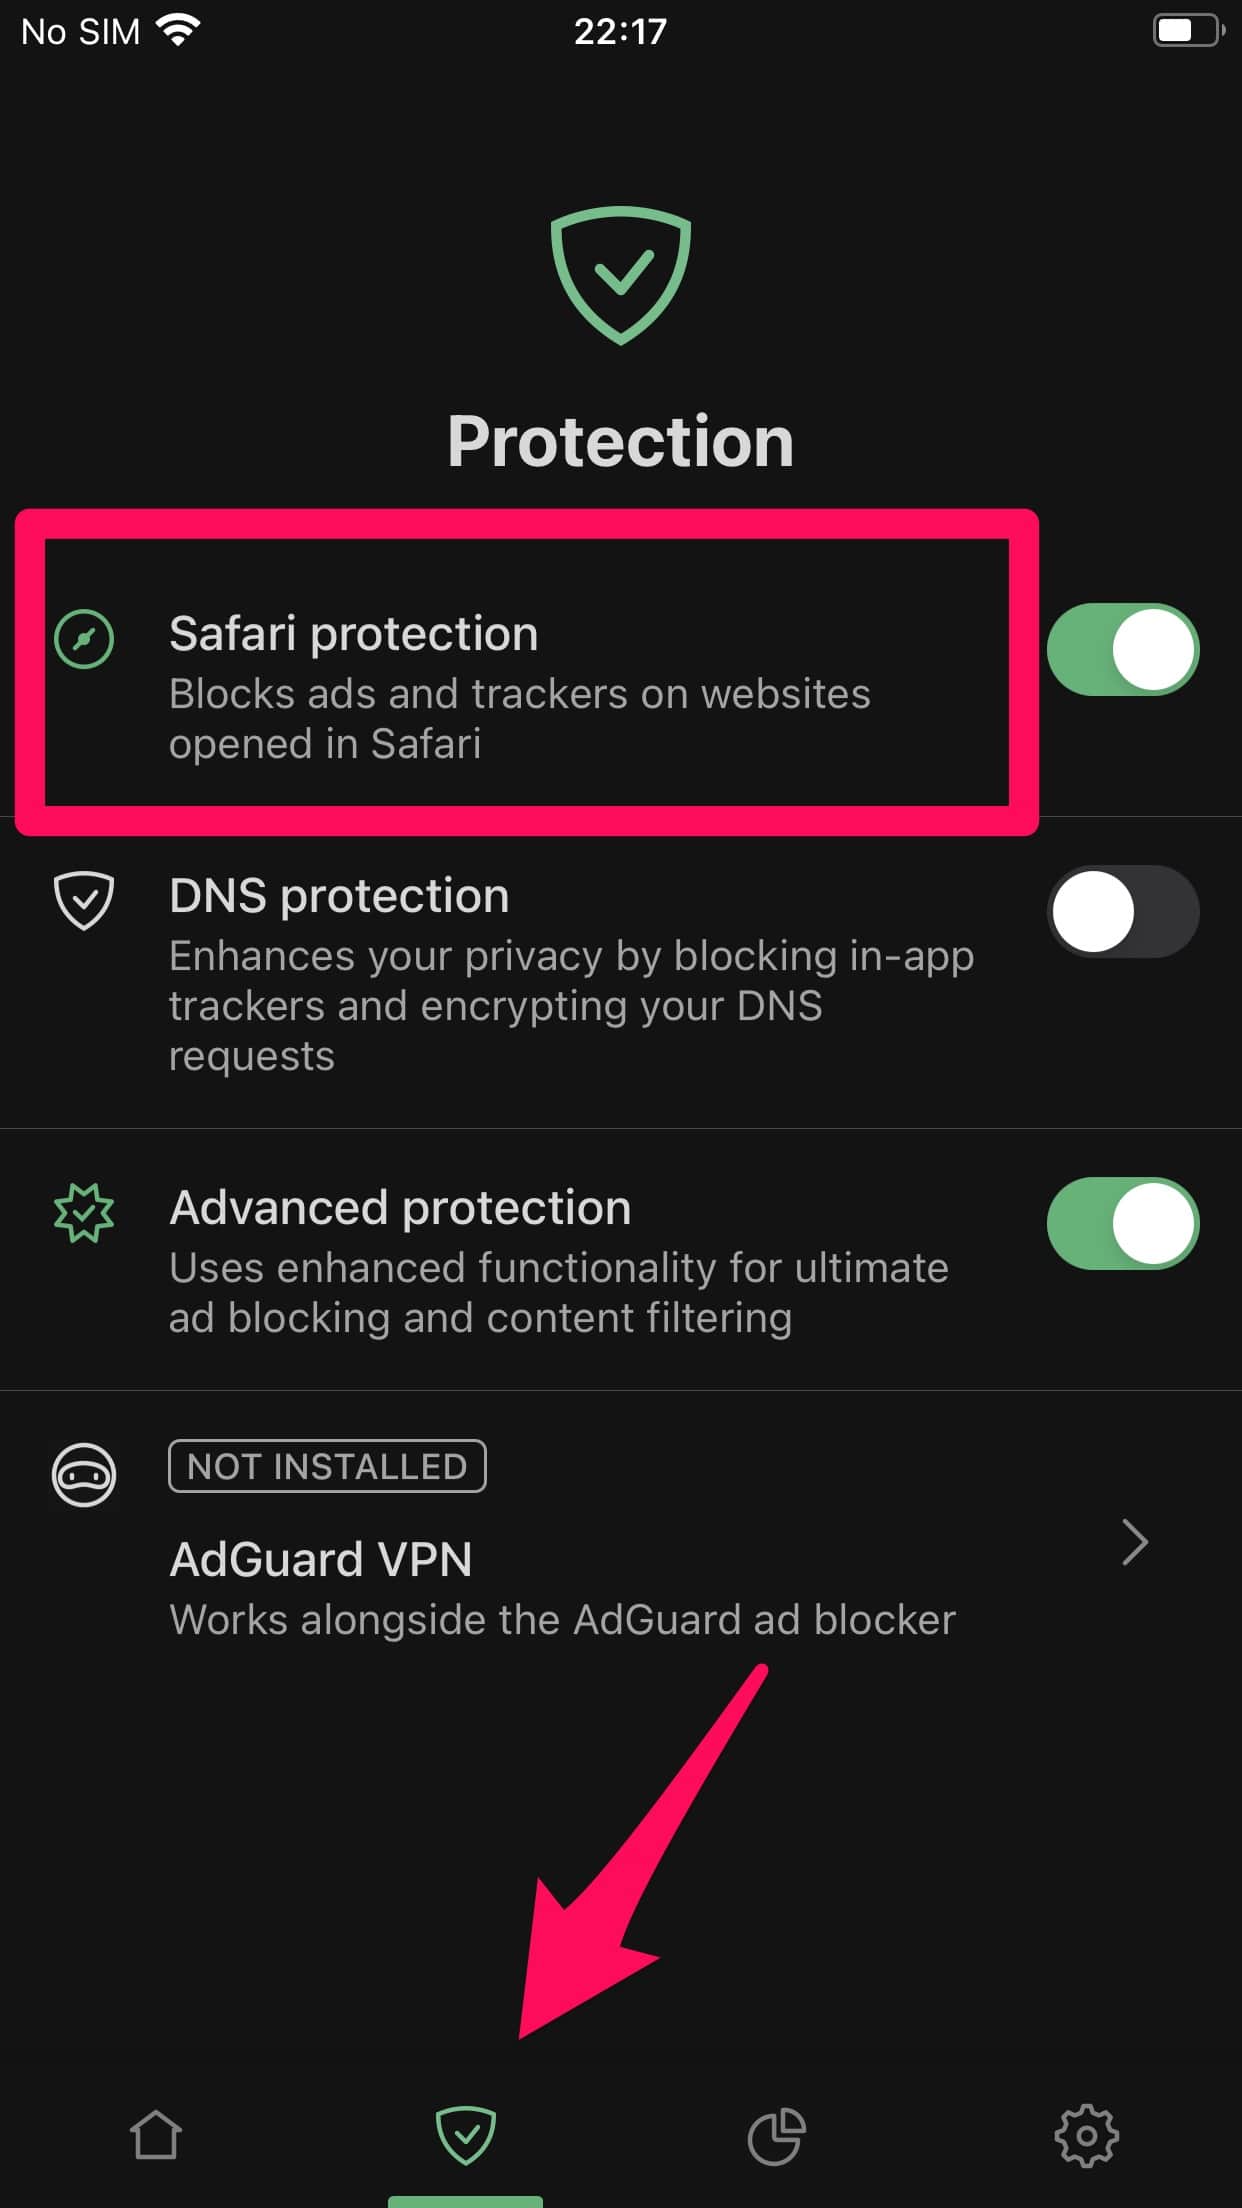 No SIM
22:17
Protection
Safari protection
Blocks ads and trackers on websites
opened in Safari
DNS protection
Enhances your privacy by blocking in-app
trackers and encrypting your DNS
requests
Advanced protection
Uses enhanced functionality for ultimate
ad blocking and content filtering
NOT INSTALLED
AdGuard VPN
Works alongside the AdGuard ad blocker